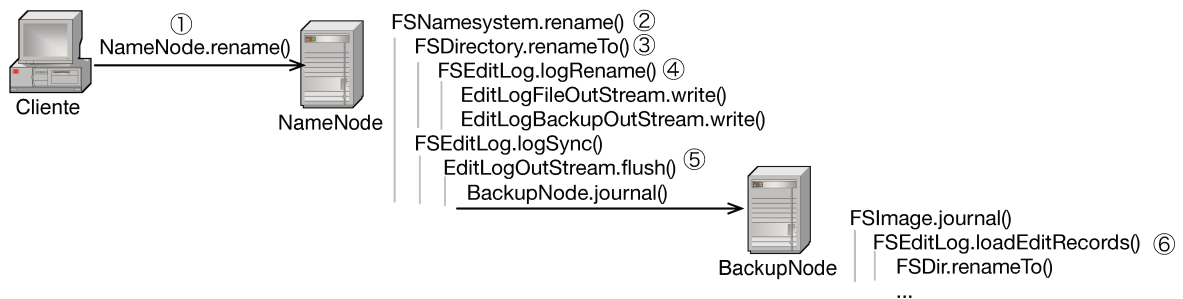 ①
NameNode.rename()
Cliente
NameNode
FSNamesystem.rename() ②
FSDirectory.renameTo() ③
FSEditLog.logRename() ④
EditLogFileOutStream.write()
EditLogBackupOutStream.write()
FSEditLog.logSync()
EditLogOutStream.flush() ⑤
BackupNode.journal()
BackupNode
FSImage.journal()
FSEditLog.loadEditRecords() ⑥
FSDir.renameTo()
...